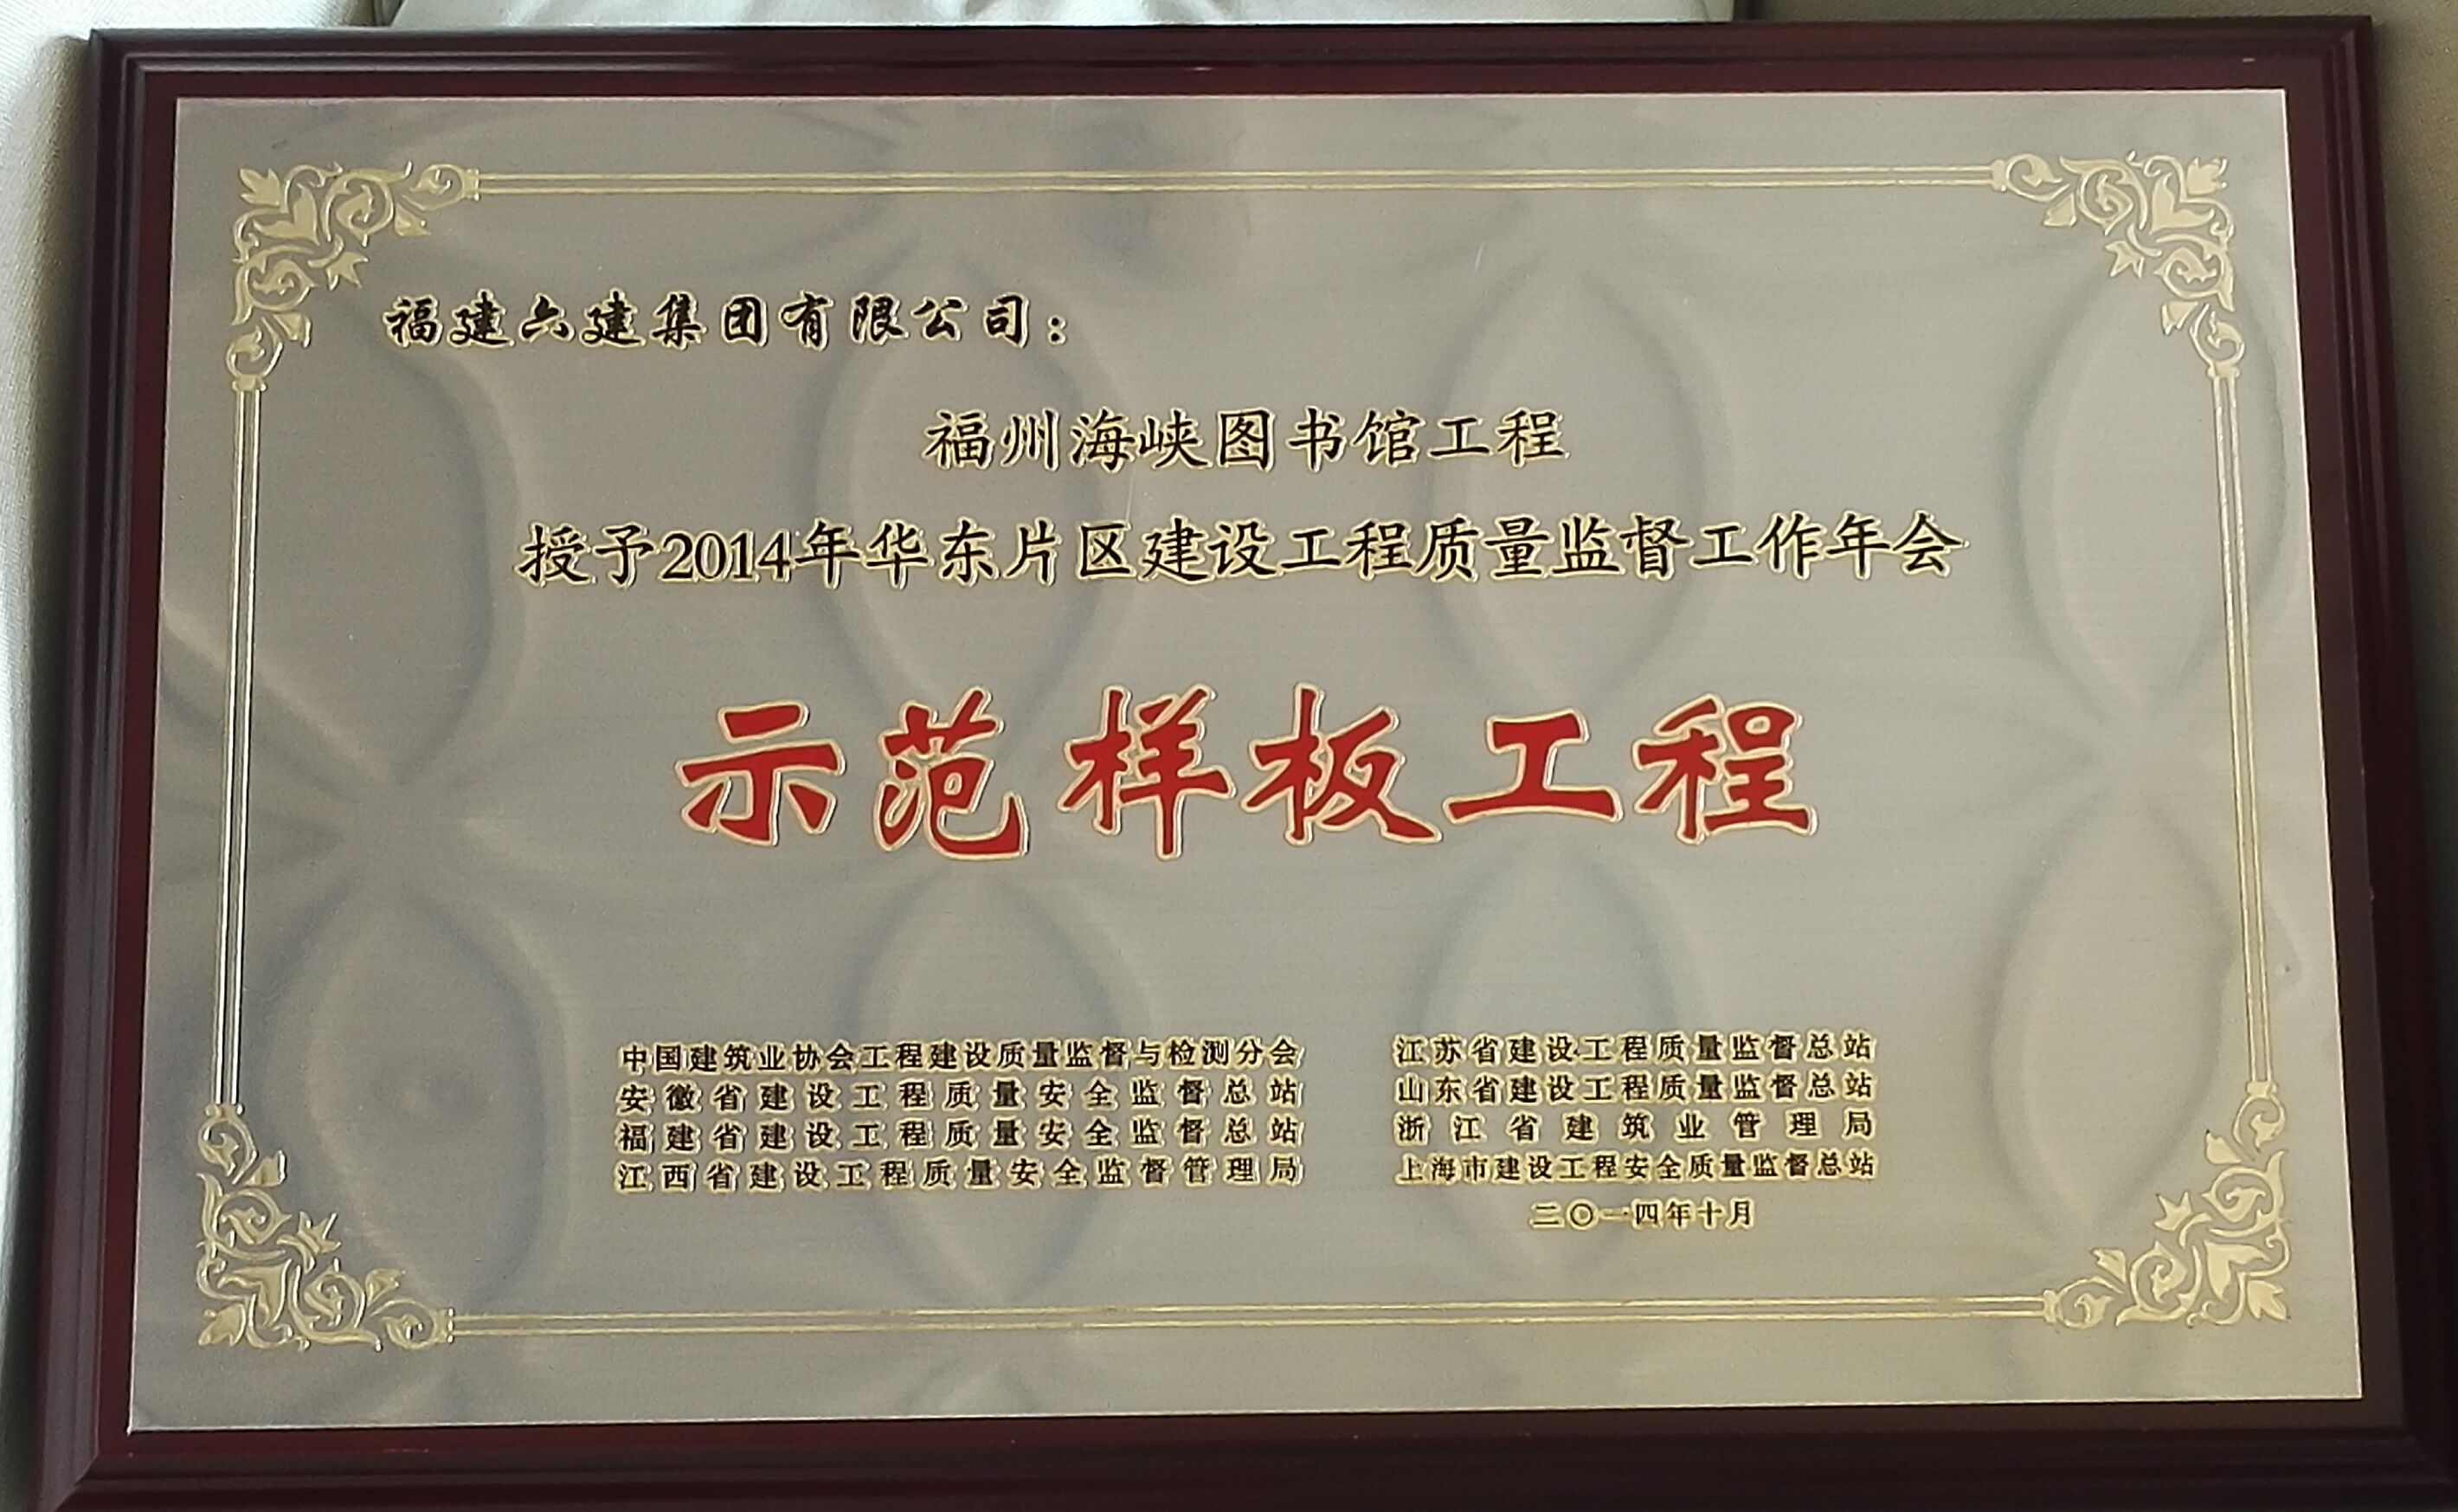 福建六建集团有限公司：
福州海峡图书馆工程
授予2014年华东片区建设工程质量监督工作年会
示范样板工程
中国建筑业协会工程建设质量监督与检测分会
安徽省建设工程质量安全监督总站
福建省建设工程质量安全监督总站
江西省建设工程质量安全监督管理局
江苏省建设工程质量监督总站
山东省建设工程质量监督总站
浙江省建筑业管理局
上海市建设工程安全质量监督总站
二〇一四年十月